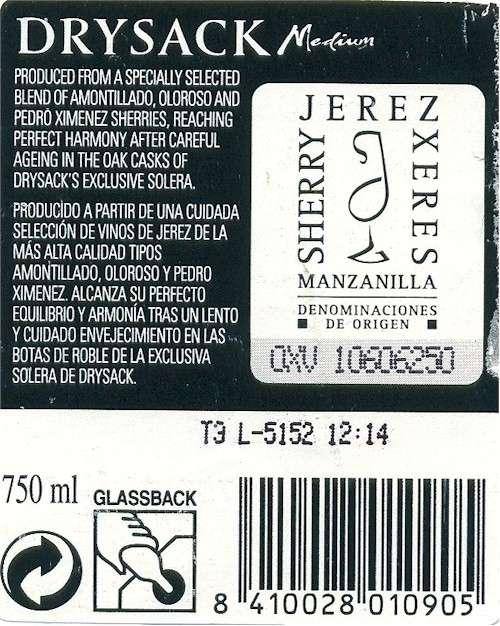 DRYSACK Medium
PRODUCED FROM A SPECIALLY SELECTED
BLEND OF AMONTILLADO, OLOROSO AND
PEDRO XIMENEZ SHERRIES, REACHING
PERFECT HARMONY AFTER CAREFUL
AGEING IN THE OAK CASKS OF
DRYSACK'S EXCLUSIVE SOLERA.
PRODUCIDO A PARTIR DE UNA CUIDADA
SELECCIÓN DE VINOS DE JEREZ DE LA
MÁS ALTA CALIDAD TIPOS
AMONTILLADO, OLOROSO Y PEDRO
XIMENEZ. ALCANZA SU PERFECTO
EQUILIBRIO Y ARMONÍA TRAS UN LENTO
Y CUIDADO ENVEJECIMIENTO EN LAS
BOTAS DE ROBLE DE LA EXCLUSIVA
SOLERA DE DRYSACK.
JEREZ
XERES
SHERRY
MANZANILLA
DENOMINACIONES
DE ORIGEN
QXV 10606250
T3 L-5152 12:14
750 ml
GLASSBACK
8 410028 010905